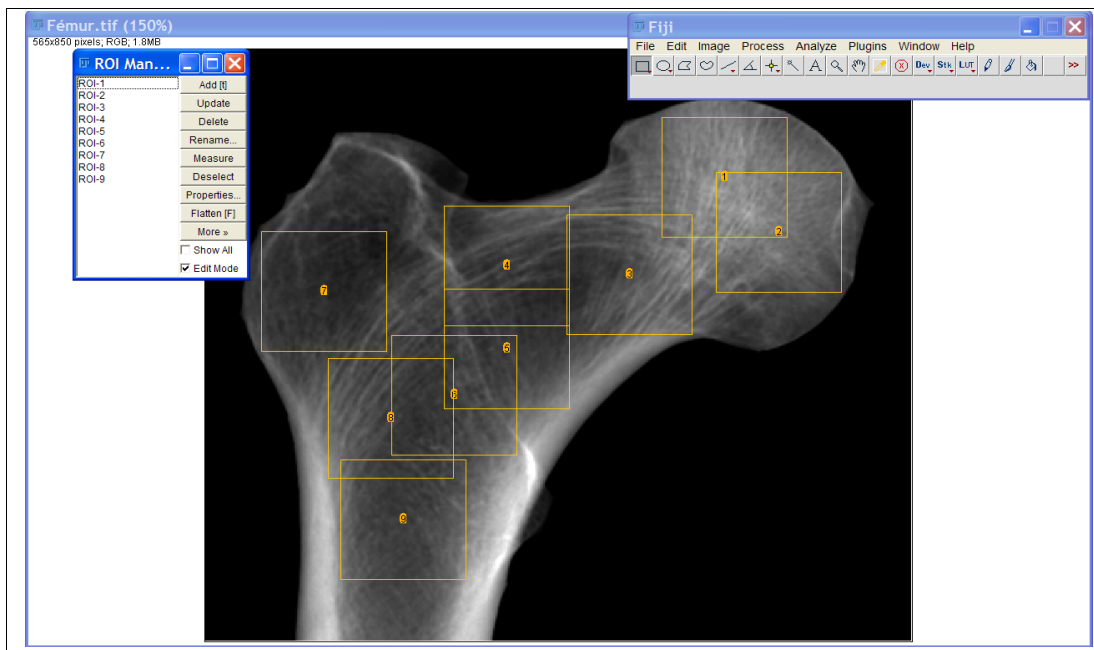 Fémur.tif (150%)
565x850 pixels; RGB; 1.8MB
Fiji
File Edit Image Process Analyze Plugins Window Help
Dev Stk LUT >>
ROI Man...
ROI-1
ROI-2
ROI-3
ROI-4
ROI-5
ROI-6
ROI-7
ROI-8
ROI-9
Add [t]
Update
Delete
Rename...
Measure
Deselect
Properties...
Flatten [F]
More »
Show All
Edit Mode
1
2
3
4
7
5
6
8
9